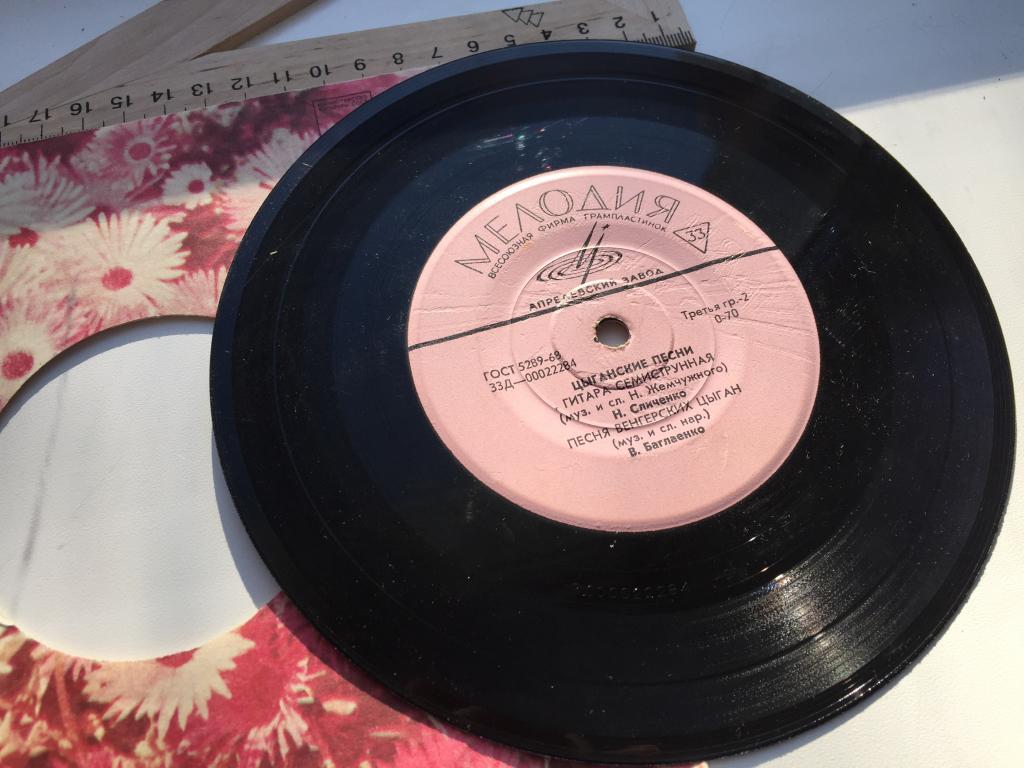 1 2 3 4 5 6 7 8 9 10 11 12 13 14 15 16 17
МЕЛОДИЯ
ВСЕСОЮЗНАЯ ФИРМА ГРАМПЛАСТИНОК
33
АПРЕЛЕВСКИЙ ЗАВОД
Третья гр.-2
0-70
ГОСТ 5289-68
33Д—00022284
ЦЫГАНСКИЕ ПЕСНИ
ГИТАРА СЕМИСТРУННАЯ
(муз. и сл. Н. Жемчужного)
Н. Сличенко
ПЕСНЯ ВЕНГЕРСКИХ ЦЫГАН
(муз. и сл. нар.)
В. Баглаенко